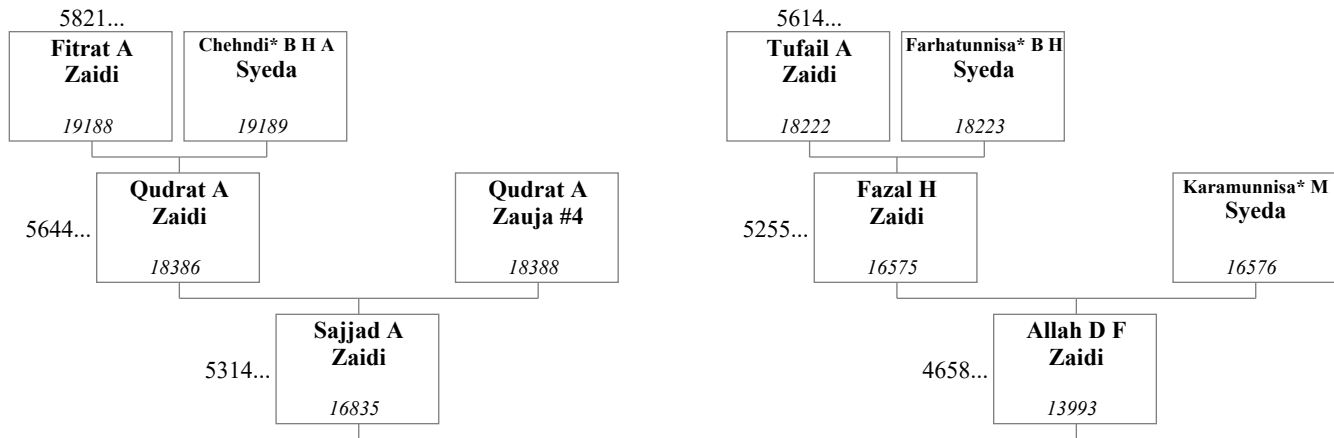 5821...
Fitrat A
Zaidi
19188
Chehndi* B H A
Syeda
19189
5614...
Tufail A
Zaidi
18222
Farhatunnisa* B H
Syeda
18223
5644...
Qudrat A
Zaidi
18386
Qudrat A
Zauja #4
18388
5255...
Fazal H
Zaidi
16575
Karamunnisa* M
Syeda
16576
5314...
Sajjad A
Zaidi
16835
4658...
Allah D F
Zaidi
13993